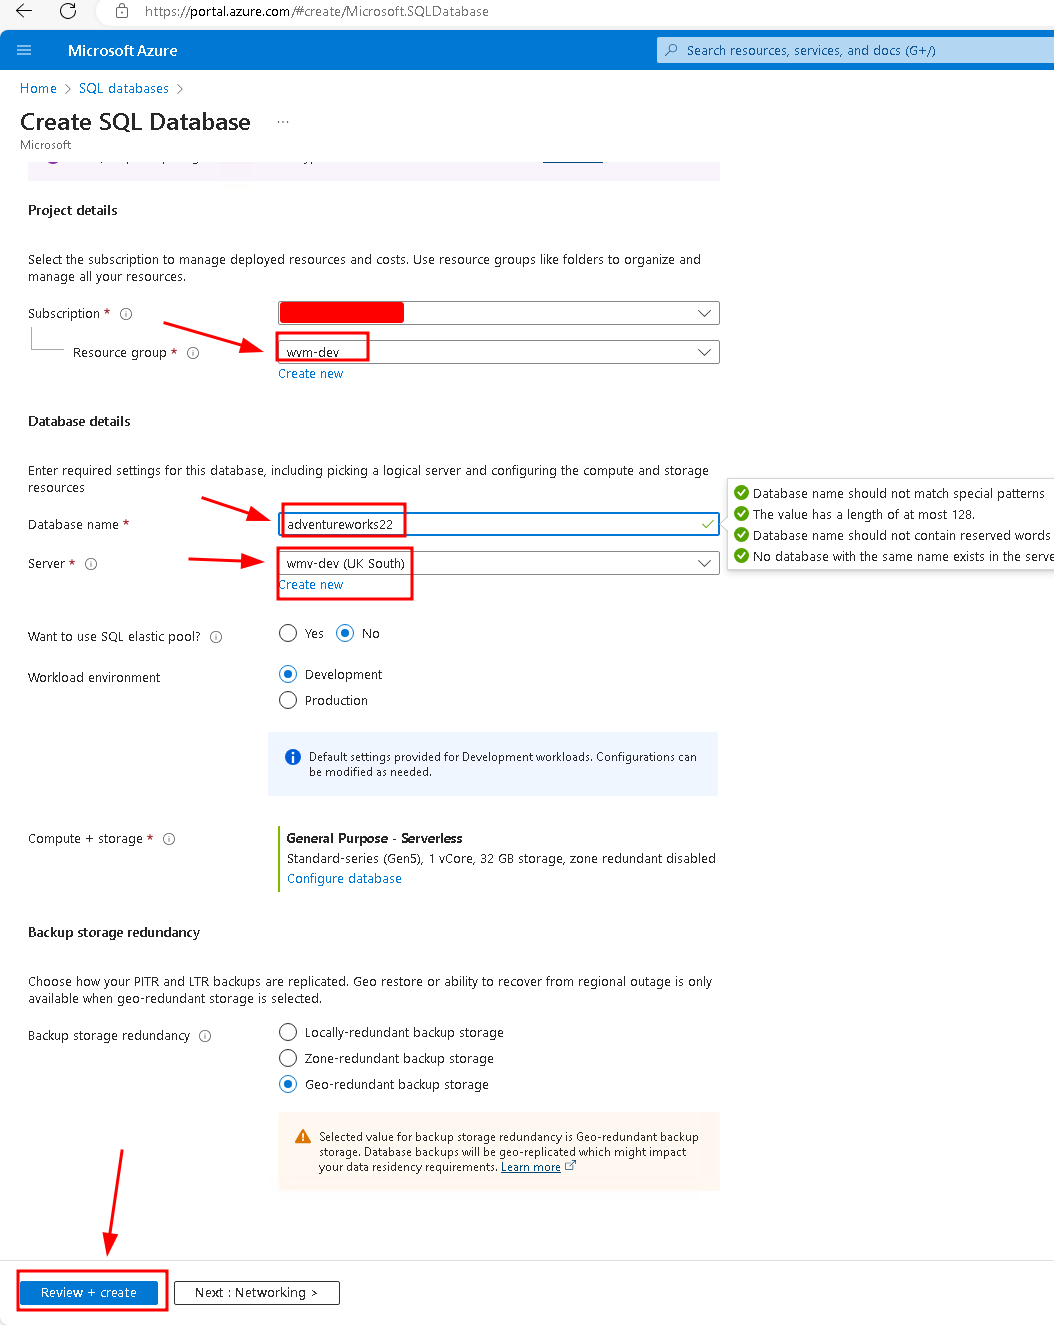 https://portal.azure.com/#create/Microsoft.SQLDatabase
Microsoft Azure
Search resources, services, and docs (G+/)
Home > SQL databases >
Create SQL Database ...
Microsoft
Project details
Select the subscription to manage deployed resources and costs. Use resource groups like folders to organize and
manage all your resources.
Subscription *
Resource group *
wvm-dev
Create new
Database details
Enter required settings for this database, including picking a logical server and configuring the compute and storage
resources
Database name *
adventureworks22
Database name should not match special patterns
The value has a length of at most 128.
Database name should not contain reserved words
No database with the same name exists in the serve
Server *
wmv-dev (UK South)
Create new
Want to use SQL elastic pool?
Yes
No
Workload environment
Development
Production
Default settings provided for Development workloads. Configurations can
be modified as needed.
Compute + storage *
General Purpose - Serverless
Standard-series (Gen5), 1 vCore, 32 GB storage, zone redundant disabled
Configure database
Backup storage redundancy
Choose how your PITR and LTR backups are replicated. Geo restore or ability to recover from regional outage is only
available when geo-redundant storage is selected.
Backup storage redundancy
Locally-redundant backup storage
Zone-redundant backup storage
Geo-redundant backup storage
Selected value for backup storage redundancy is Geo-redundant backup
storage. Database backups will be geo-replicated which might impact
your data residency requirements. Learn more
Review + create
Next : Networking >